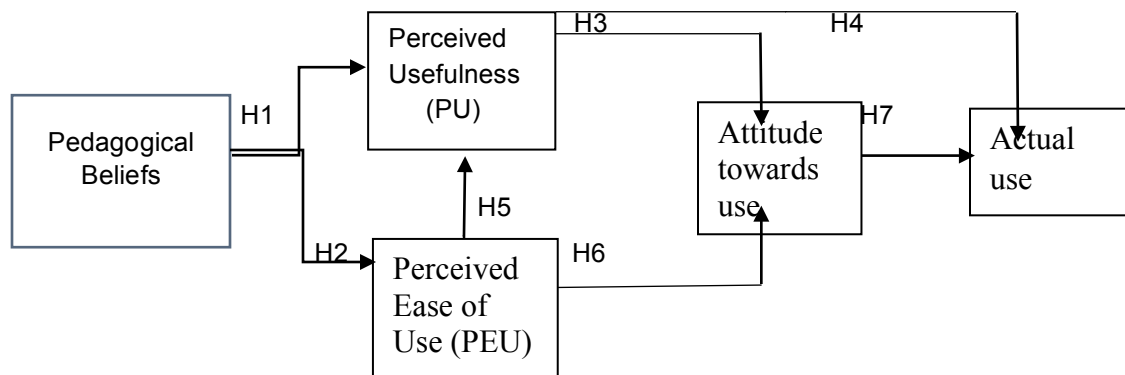 H1
Pedagogical
Beliefs
H2
Perceived
Usefulness
(PU)
H3
H4
H5
Perceived
Ease of
Use (PEU)
H6
Attitude
towards
use
H7
Actual
use